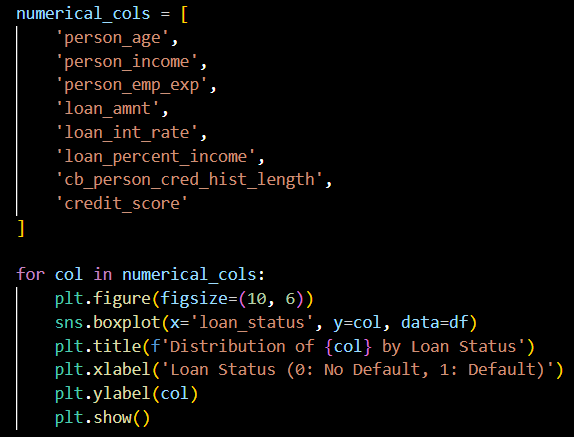 numerical_cols = [
    'person_age',
    'person_income',
    'person_emp_exp',
    'loan_amnt',
    'loan_int_rate',
    'loan_percent_income',
    'cb_person_cred_hist_length',
    'credit_score'
]

for col in numerical_cols:
    plt.figure(figsize=(10, 6))
    sns.boxplot(x='loan_status', y=col, data=df)
    plt.title(f'Distribution of {col} by Loan Status')
    plt.xlabel('Loan Status (0: No Default, 1: Default)')
    plt.ylabel(col)
    plt.show()